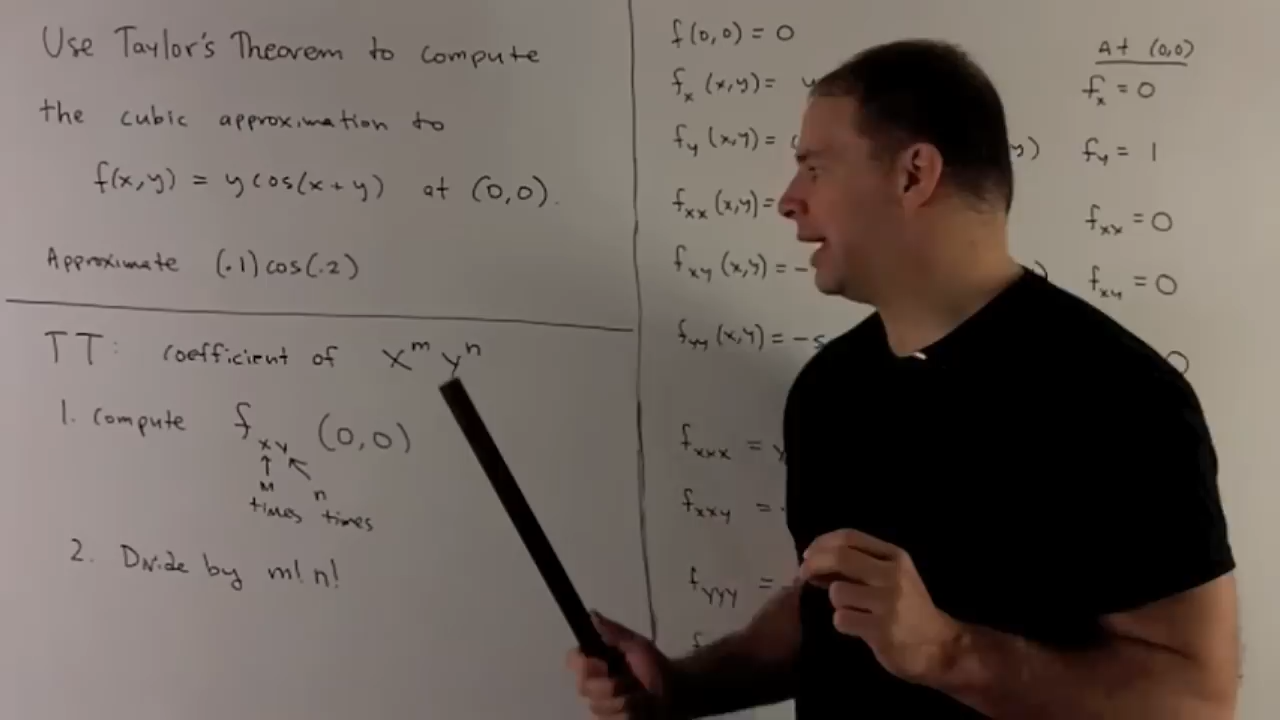 Use Taylor's Theorem to compute
the cubic approximation to
f(x,y) = y cos(x+y) at (0,0).
Approximate (.1) cos(.2)
TT: coefficient of x^m y^n
1. Compute f_xy (0,0)
↑ ↖
m n
times times
2. Divide by m! n!
f(0,0) = 0
f_x (x,y) =
f_y (x,y) =
y)
f_xx (x,y) =
f_xy (x,y) = -
)
f_yy (x,y) = -
f_xxx = y
f_xxy =
f_yyy =
At (0,0)
f_x = 0
f_y = 1
f_xx = 0
f_xy = 0
0